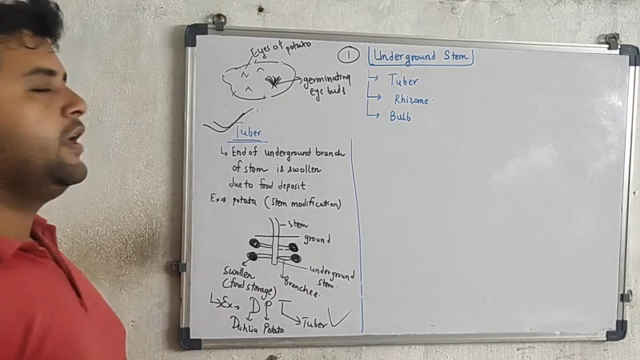 Eyes of potato
germinating
eye buds
Tuber
↳ End of underground branch
of stem is swollen
due to food deposit.
Ex → potato (Stem modification)
Stem
ground
underground
stem.
Branches
swollen
(food storage)
↳ Ex → D P T
Dahlia Potato
Tuber
1 Underground Stem
→ Tuber
→ Rhizome
→ Bulb